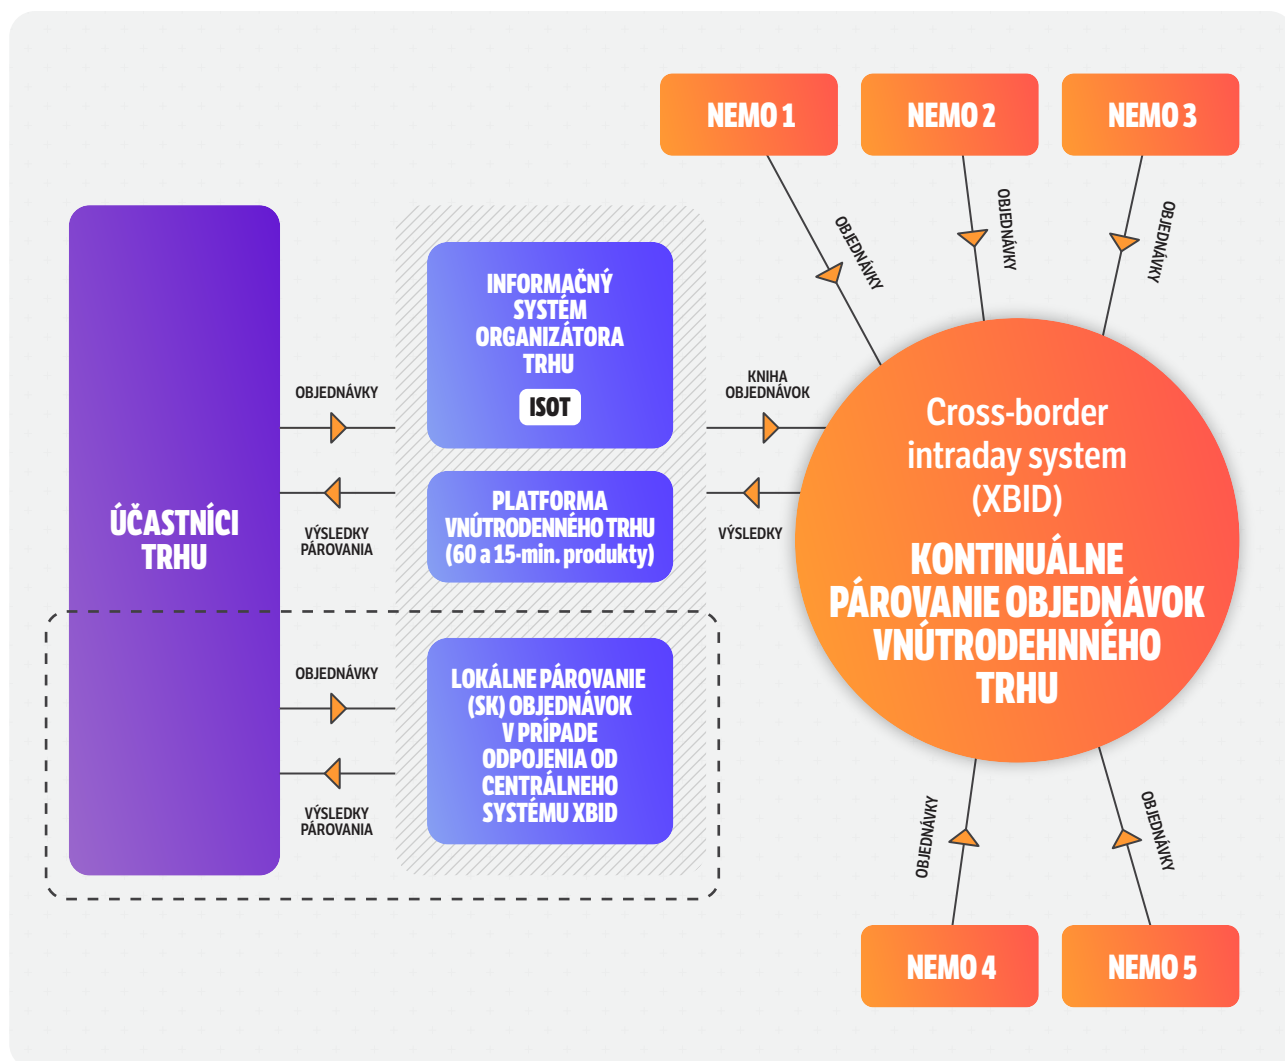 NEMO 1
NEMO 2
NEMO 3
OBJEDNÁVKY
OBJEDNÁVKY
OBJEDNÁVKY
ÚČASTNÍCI
TRHU
OBJEDNÁVKY
VÝSLEDKY
PÁROVANIA
INFORMAČNÝ
SYSTÉM
ORGANIZÁTORA
TRHU
ISOT
PLATFORMA
VNÚTRODENNÉHO TRHU
(60 a 15-min. produkty)
KNIHA
OBJEDNÁVOK
VÝSLEDKY
Cross-border
intraday system
(XBID)
KONTINUÁLNE
PÁROVANIE OBJEDNÁVOK
VNÚTRODEHNNÉHO
TRHU
OBJEDNÁVKY
VÝSLEDKY
PÁROVANIA
LOKÁLNE PÁROVANIE
(SK) OBJEDNÁVOK
V PRÍPADE
ODPOJENIA OD
CENTRÁLNEHO
SYSTÉMU XBID
OBJEDNÁVKY
OBJEDNÁVKY
NEMO 4
NEMO 5